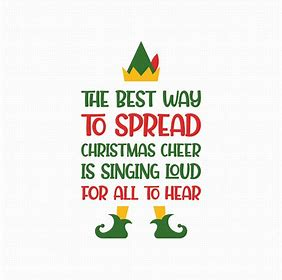 THE BEST WAY
TO SPREAD
CHRISTMAS CHEER
IS SINGING LOUD
FOR ALL TO HEAR